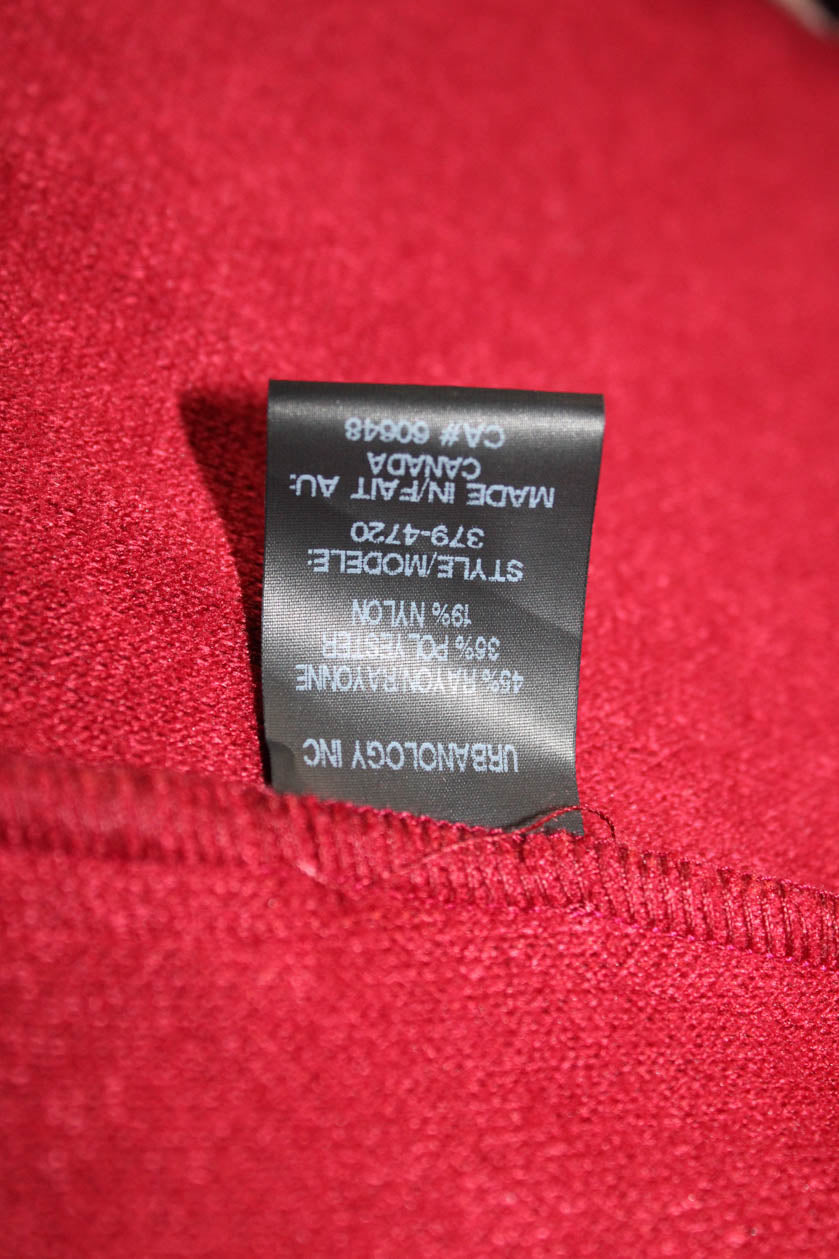 URBANOLOGY INC
45% RAYON RAYONNE
36% POLYESTER
19% NYLON
STYLE/MODELE:
379-4720
MADE IN/FAIT AU:
CANADA
CA# 60648